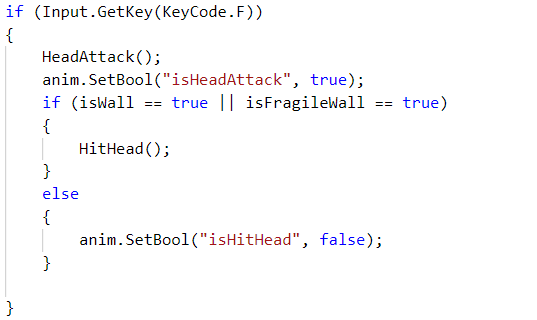 if (Input.GetKey(KeyCode.F))
{
    HeadAttack();
    anim.SetBool("isHeadAttack", true);
    if (isWall == true || isFragileWall == true)
    {
        HitHead();
    }
    else
    {
        anim.SetBool("isHitHead", false);
    }
}